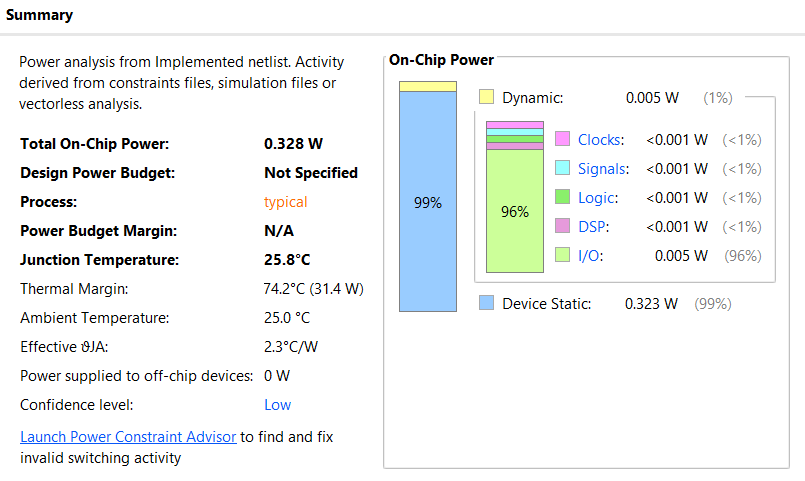 Summary
Power analysis from Implemented netlist. Activity
derived from constraints files, simulation files or
vectorless analysis.
Total On-Chip Power: 0.328 W
Design Power Budget: Not Specified
Process: typical
Power Budget Margin: N/A
Junction Temperature: 25.8°C
Thermal Margin: 74.2°C (31.4 W)
Ambient Temperature: 25.0 °C
Effective ϑJA: 2.3°C/W
Power supplied to off-chip devices: 0 W
Confidence level: Low
Launch Power Constraint Advisor to find and fix
invalid switching activity
On-Chip Power
Dynamic: 0.005 W (1%)
Clocks: <0.001 W (<1%)
Signals: <0.001 W (<1%)
Logic: <0.001 W (<1%)
DSP: <0.001 W (<1%)
I/O: 0.005 W (96%)
99%
96%
Device Static: 0.323 W (99%)